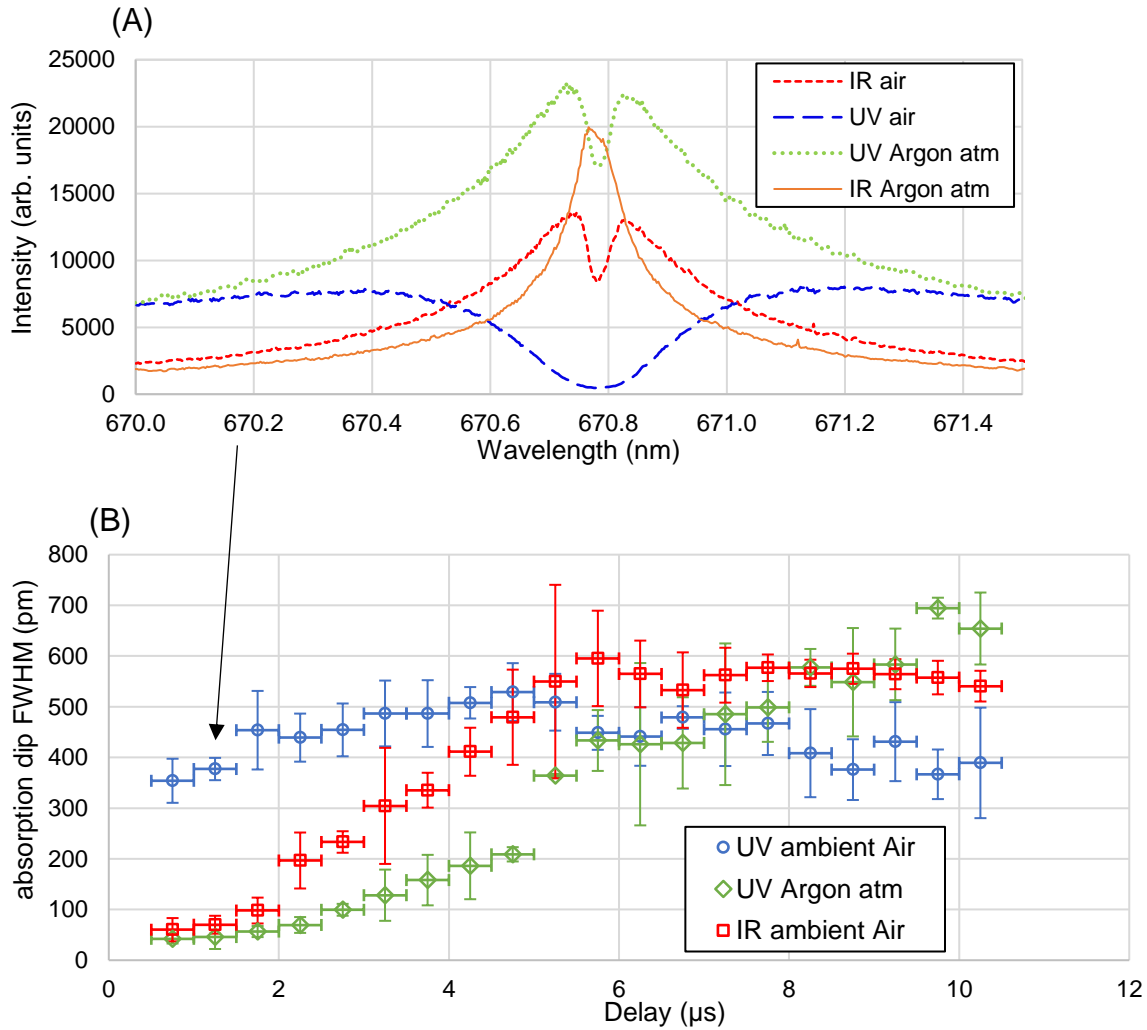 (A)
25000
20000
15000
10000
5000
0
Intensity (arb. units)
IR air
UV air
UV Argon atm
IR Argon atm
670.0 670.2 670.4 670.6 670.8 671.0 671.2 671.4
Wavelength (nm)
(B)
800
700
600
500
400
300
200
100
0
absorption dip FWHM (pm)
UV ambient Air
UV Argon atm
IR ambient Air
0 2 4 6 8 10 12
Delay (µs)